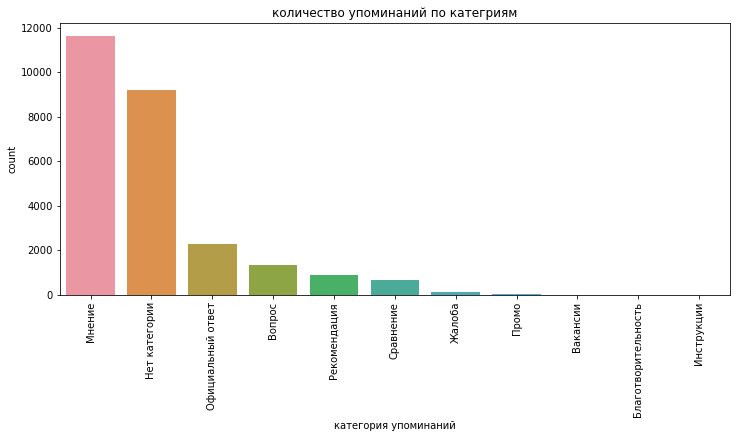 количество упоминаний по категриям
12000
10000
8000
6000
4000
2000
0
count
Мнение
Нет категории
Официальный ответ
Вопрос
Рекомендация
Сравнение
Жалоба
Промо
Вакансии
Благотворительность
Инструкции
категория упоминаний